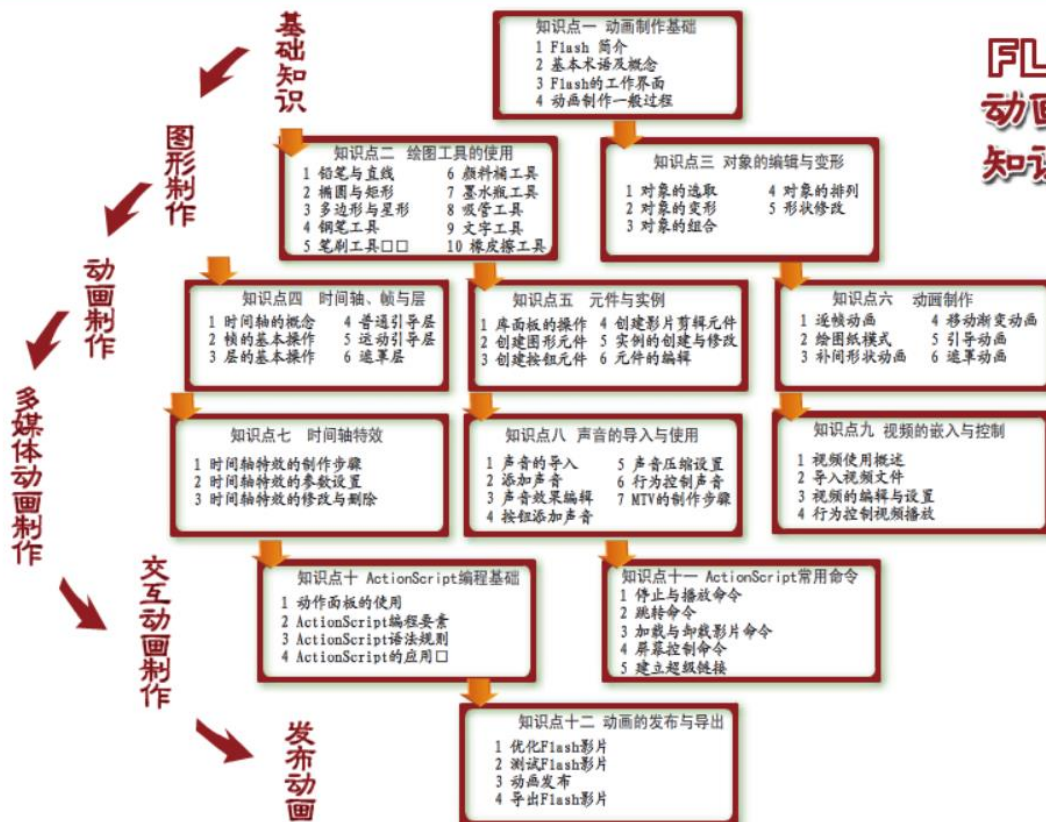 基础知识
图形制作
动画制作
多媒体动画制作
交互动画制作
发布动画
FL
动画
知识
知识点一 动画制作基础
1 Flash 简介
2 基本术语及概念
3 Flash的工作界面
4 动画制作一般过程
知识点二 绘图工具的使用
1 铅笔与直线
2 椭圆与矩形
3 多边形与星形
4 钢笔工具
5 笔刷工具□□
6 颜料桶工具
7 墨水瓶工具
8 吸管工具
9 文字工具
10 橡皮擦工具
知识点三 对象的编辑与变形
1 对象的选取
2 对象的变形
3 对象的组合
4 对象的排列
5 形状修改
知识点四 时间轴、帧与层
1 时间轴的概念
2 帧的基本操作
3 层的基本操作
4 普通引导层
5 运动引导层
6 遮罩层
知识点五 元件与实例
1 库面板的操作
2 创建图形元件
3 创建按钮元件
4 创建影片剪辑元件
5 实例的创建与修改
6 元件的编辑
知识点六 动画制作
1 逐帧动画
2 绘图纸模式
3 补间形状动画
4 移动渐变动画
5 引导动画
6 遮罩动画
知识点七 时间轴特效
1 时间轴特效的制作步骤
2 时间轴特效的参数设置
3 时间轴特效的修改与删除
知识点八 声音的导入与使用
1 声音的导入
2 添加声音
3 声音效果编辑
4 按钮添加声音
5 声音压缩设置
6 行为控制声音
7 MTV的制作步骤
知识点九 视频的嵌入与控制
1 视频使用概述
2 导入视频文件
3 视频的编辑与设置
4 行为控制视频播放
知识点十 ActionScript编程基础
1 动作面板的使用
2 ActionScript编程要素
3 ActionScript语法规则
4 ActionScript的应用□
知识点十一 ActionScript常用命令
1 停止与播放命令
2 跳转命令
3 加载与卸载影片命令
4 屏幕控制命令
5 建立超级链接
知识点十二 动画的发布与导出
1 优化Flash影片
2 测试Flash影片
3 动画发布
4 导出Flash影片